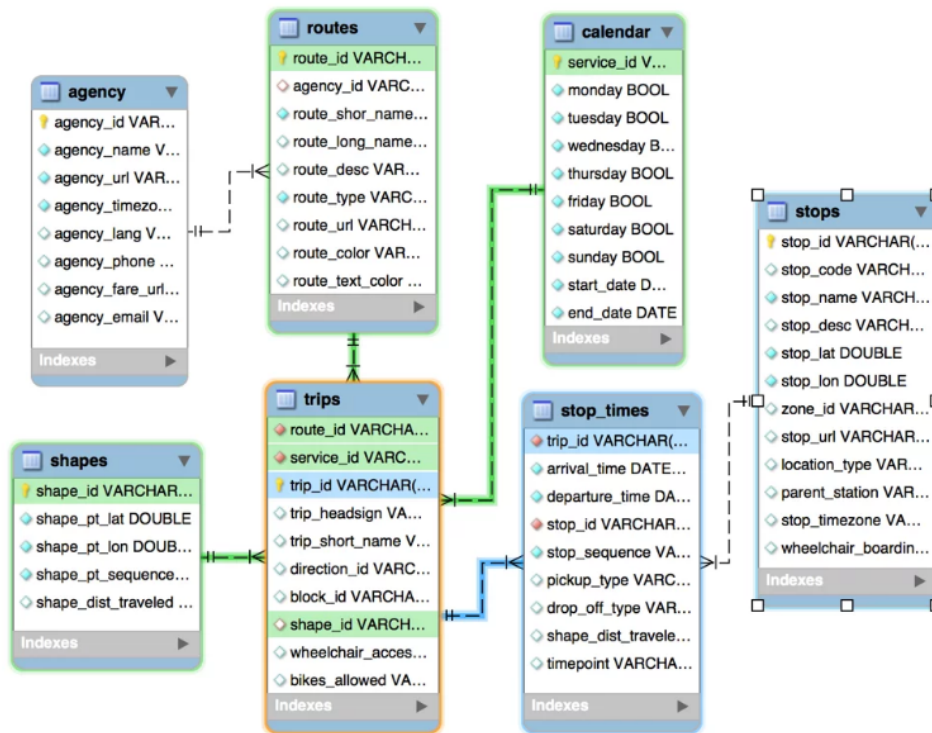 routes
route_id VARCH...
agency_id VARC...
route_shor_name...
route_long_name...
route_desc VAR...
route_type VARC...
route_url VARCH...
route_color VAR...
route_text_color ...
Indexes
calendar
service_id V...
monday BOOL
tuesday BOOL
wednesday B...
thursday BOOL
friday BOOL
saturday BOOL
sunday BOOL
start_date D...
end_date DATE
Indexes
agency
agency_id VAR...
agency_name V...
agency_url VAR...
agency_timezo...
agency_lang V...
agency_phone ...
agency_fare_url...
agency_email V...
Indexes
stops
stop_id VARCHAR(...
stop_code VARCH...
stop_name VARCH...
stop_desc VARCH...
stop_lat DOUBLE
stop_lon DOUBLE
zone_id VARCHAR...
stop_url VARCHAR...
location_type VAR...
parent_station VAR...
stop_timezone VA...
wheelchair_boardin...
Indexes
trips
route_id VARCHA...
service_id VARC...
trip_id VARCHAR(...
trip_headsign VA...
trip_short_name V...
direction_id VARC...
block_id VARCHA...
shape_id VARCH...
wheelchair_acces...
bikes_allowed VA...
Indexes
stop_times
trip_id VARCHAR(...
arrival_time DATE...
departure_time DA...
stop_id VARCHAR...
stop_sequence VA...
pickup_type VARC...
drop_off_type VAR...
shape_dist_travele...
timepoint VARCHA...
Indexes
shapes
shape_id VARCHAR...
shape_pt_lat DOUBLE
shape_pt_lon DOUB...
shape_pt_sequence...
shape_dist_traveled ...
Indexes